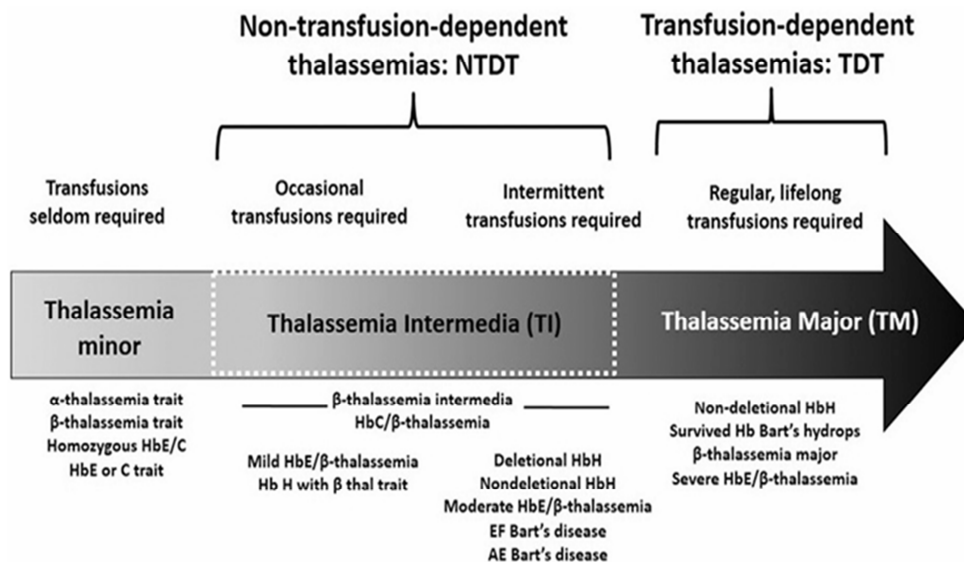 Non-transfusion-dependent
thalassemias: NTDT
Transfusion-dependent
thalassemias: TDT
Transfusions
seldom required
Occasional
transfusions required
Intermittent
transfusions required
Regular, lifelong
transfusions required
Thalassemia
minor
Thalassemia Intermedia (TI)
Thalassemia Major (TM)
α-thalassemia trait
β-thalassemia trait
Homozygous HbE/C
HbE or C trait
β-thalassemia intermedia
HbC/β-thalassemia
Mild HbE/β-thalassemia
Hb H with β thal trait
Deletional HbH
Nondeletional HbH
Moderate HbE/β-thalassemia
EF Bart's disease
AE Bart's disease
Non-deletional HbH
Survived Hb Bart's hydrops
β-thalassemia major
Severe HbE/β-thalassemia